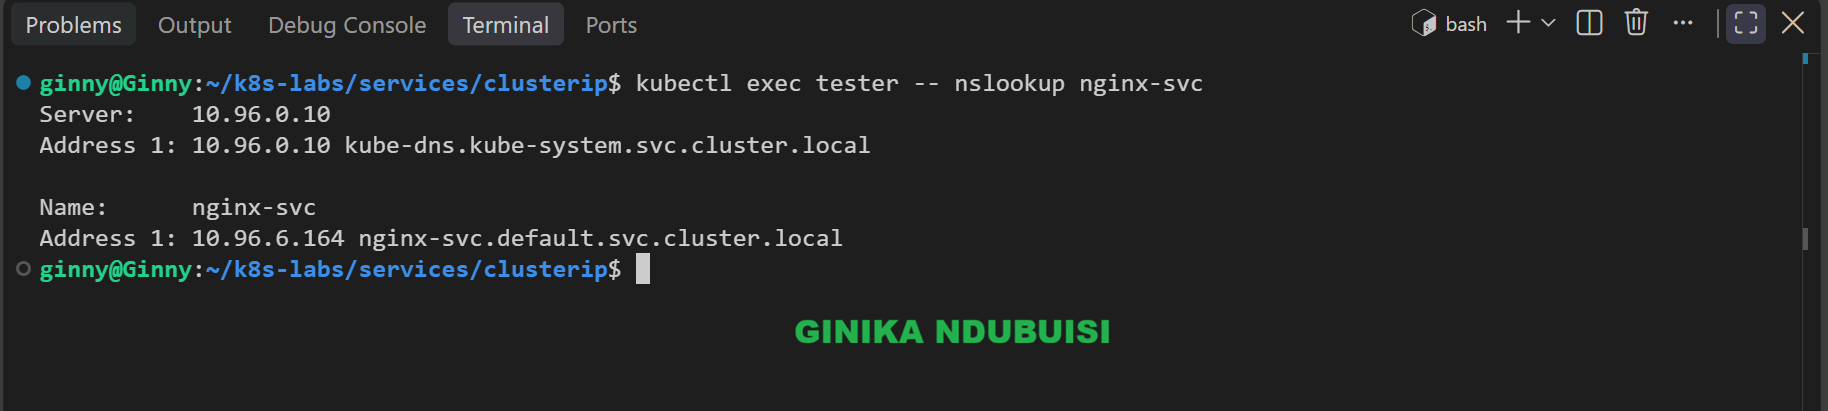 Problems Output Debug Console Terminal Ports bash
ginny@Ginny:~/k8s-labs/services/clusterip$ kubectl exec tester -- nslookup nginx-svc
Server:    10.96.0.10
Address 1: 10.96.0.10 kube-dns.kube-system.svc.cluster.local
Name:      nginx-svc
Address 1: 10.96.6.164 nginx-svc.default.svc.cluster.local
ginny@Ginny:~/k8s-labs/services/clusterip$
GINIKA NDUBUISI